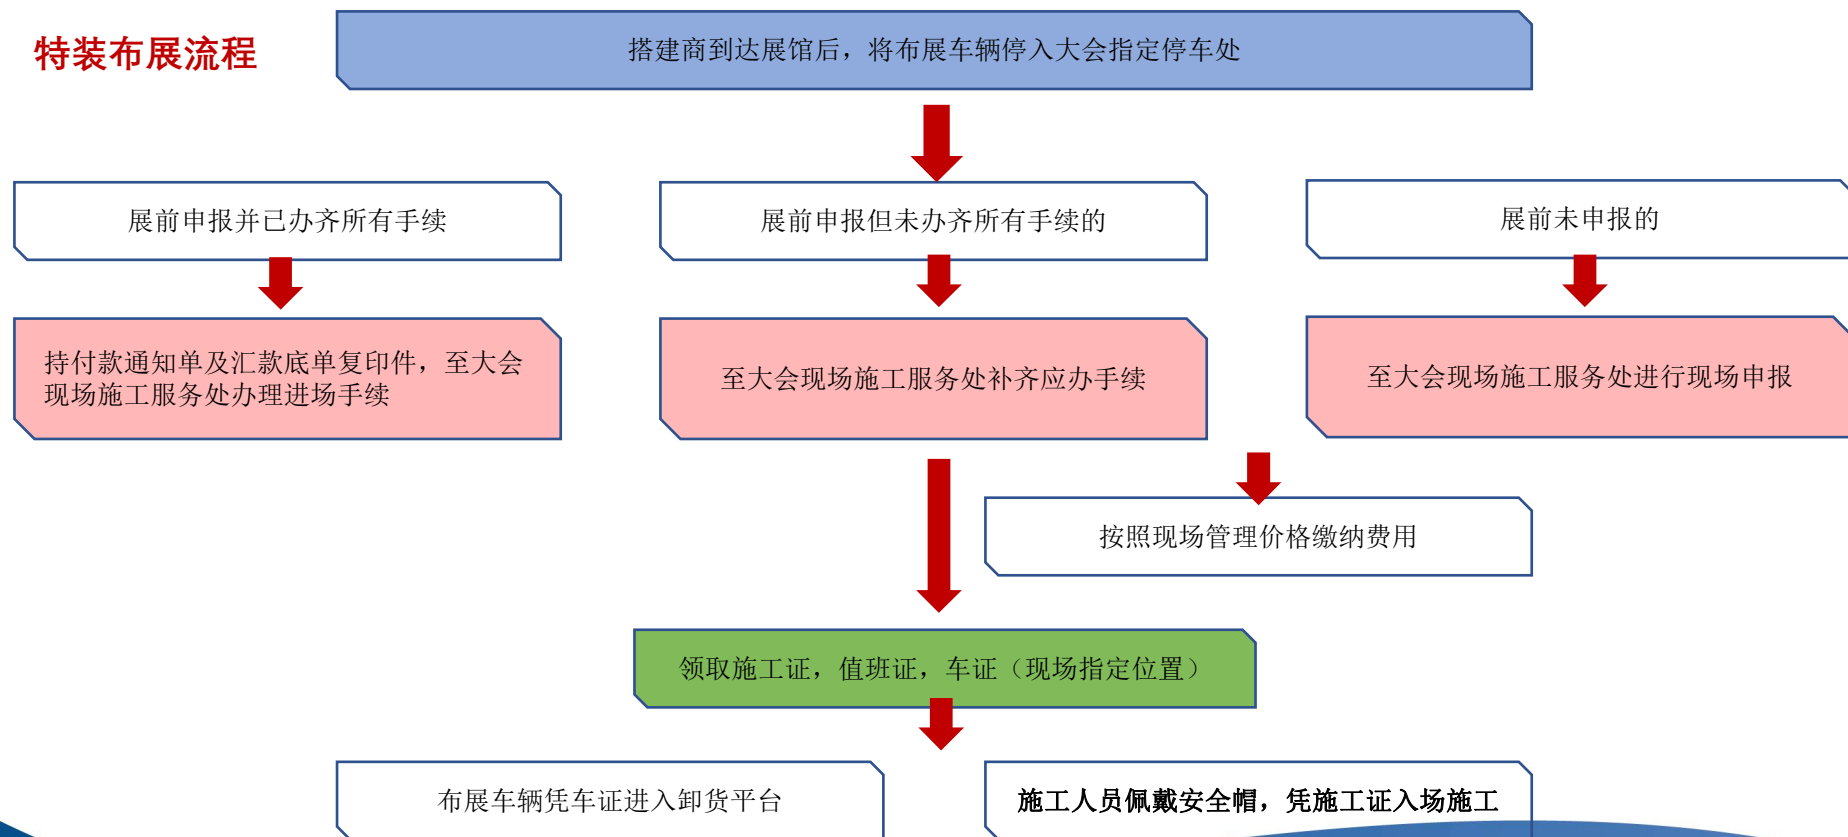 特装布展流程
搭建商到达展馆后，将布展车辆停入大会指定停车处
展前申报并已办齐所有手续
展前申报但未办齐所有手续的
展前未申报的
持付款通知单及汇款底单复印件，至大会
现场施工服务处办理进场手续
至大会现场施工服务处补齐应办手续
至大会现场施工服务处进行现场申报
按照现场管理价格缴纳费用
领取施工证，值班证，车证（现场指定位置）
布展车辆凭车证进入卸货平台
施工人员佩戴安全帽，凭施工证入场施工